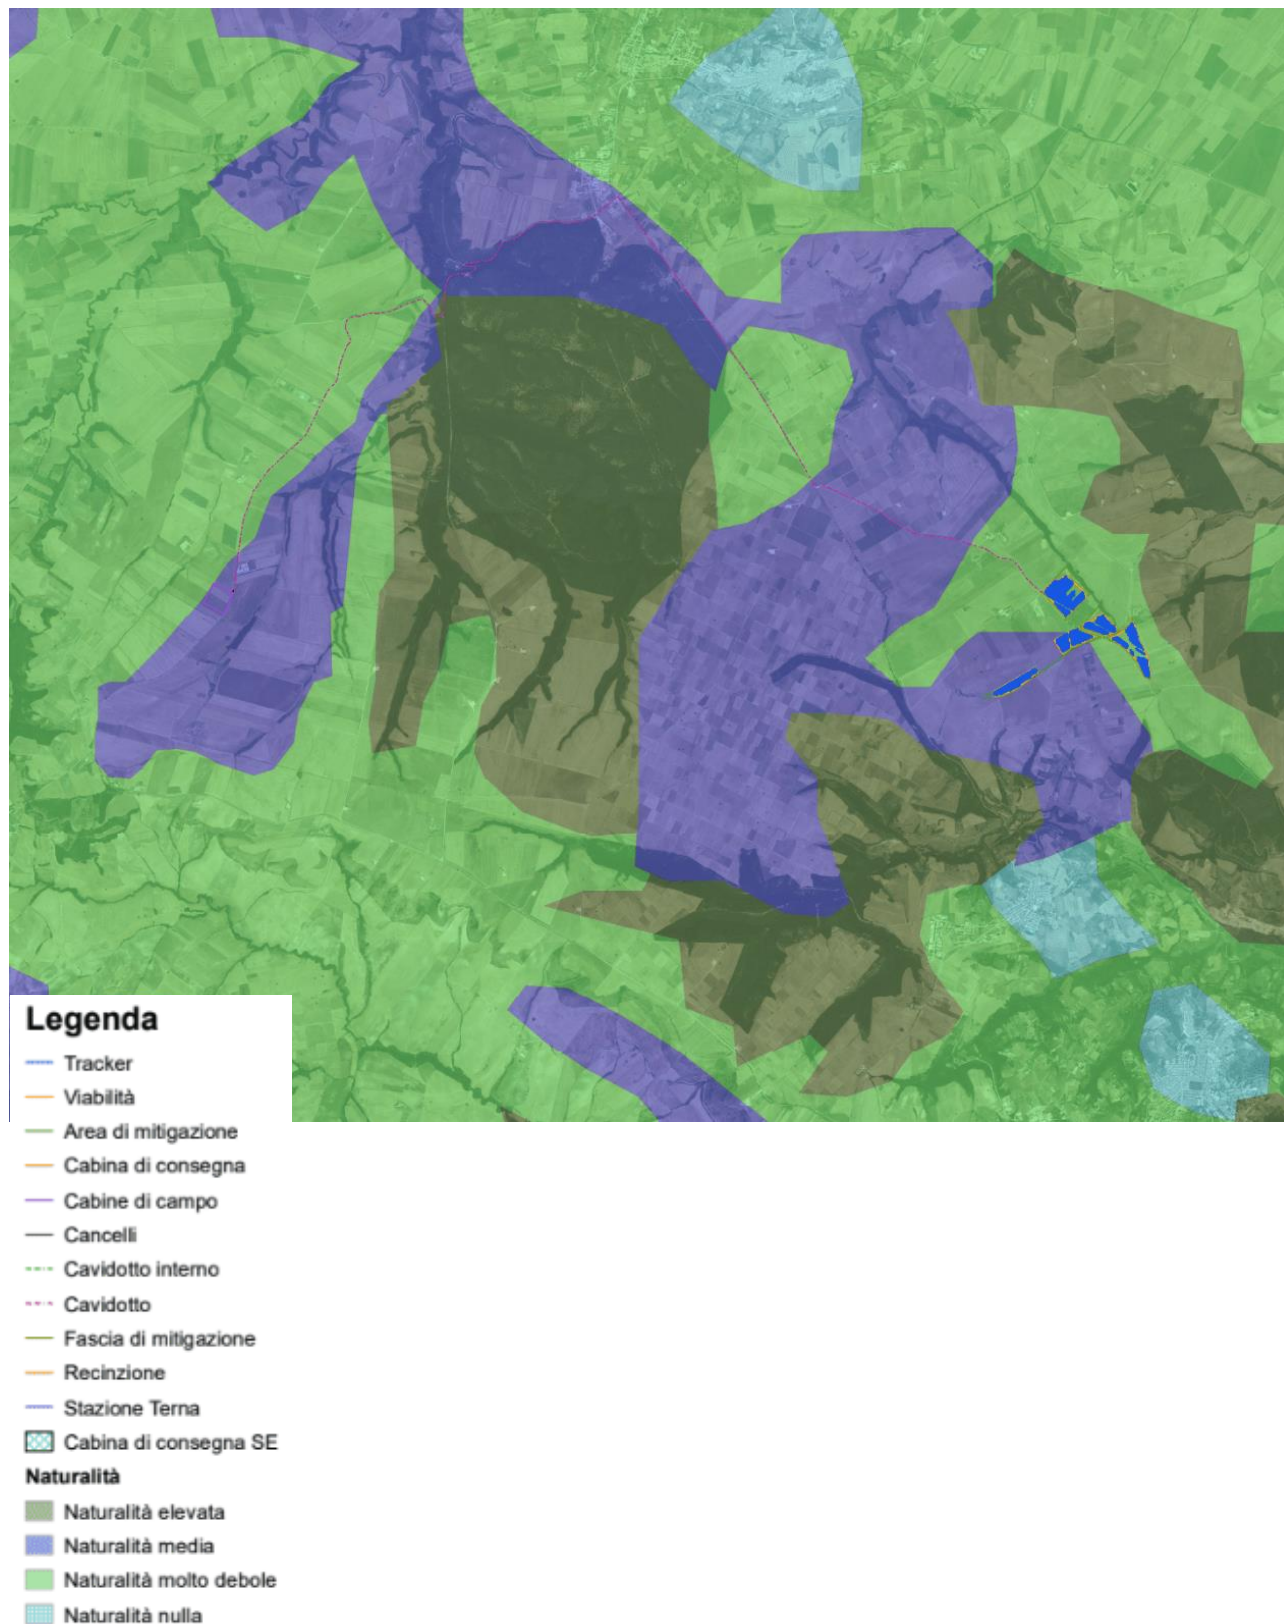 Legenda
Tracker
Viabilità
Area di mitigazione
Cabina di consegna
Cabine di campo
Cancelli
Cavidotto interno
Cavidotto
Fascia di mitigazione
Recinzione
Stazione Terna
Cabina di consegna SE
Naturalità
Naturalità elevata
Naturalità media
Naturalità molto debole
Naturalità nulla